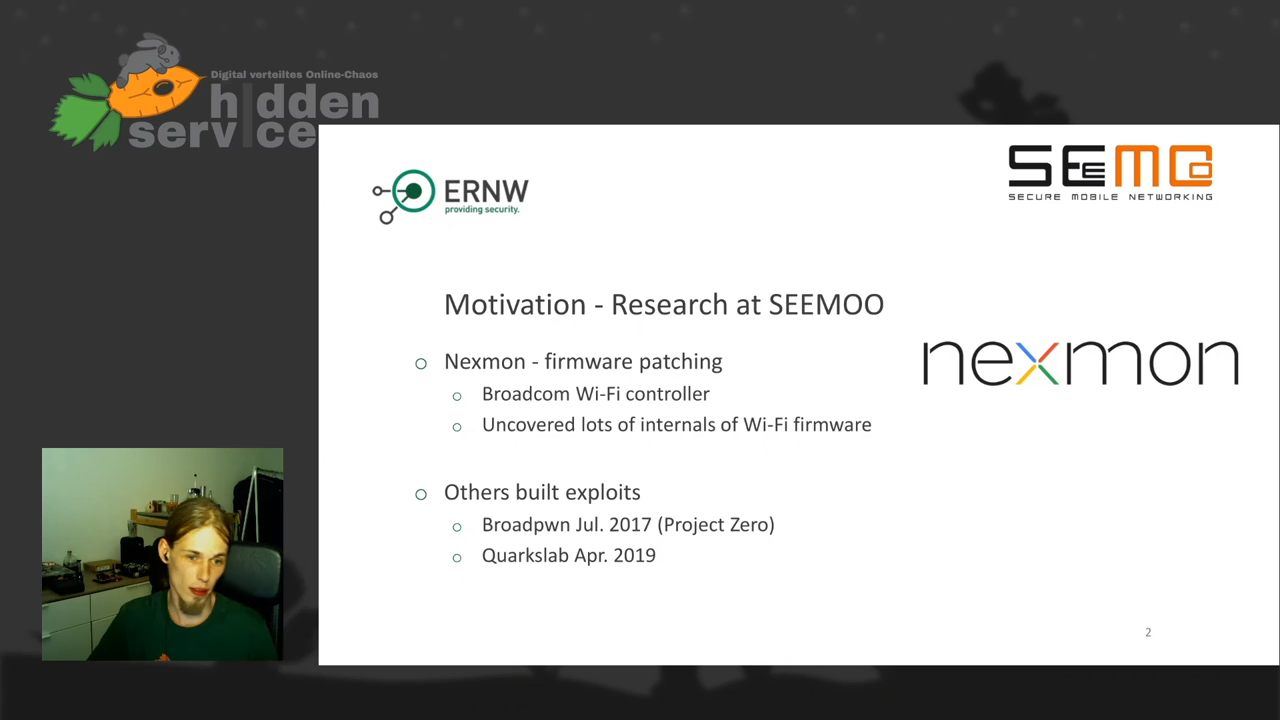 Digital verteiltes Online-Chaos
hidden
service
ERNW
providing security.
SEEMOO
SECURE MOBILE NETWORKING
Motivation - Research at SEEMOO
nexmon
Nexmon - firmware patching
Broadcom Wi-Fi controller
Uncovered lots of internals of Wi-Fi firmware
Others built exploits
Broadpwn Jul. 2017 (Project Zero)
Quarkslab Apr. 2019
2